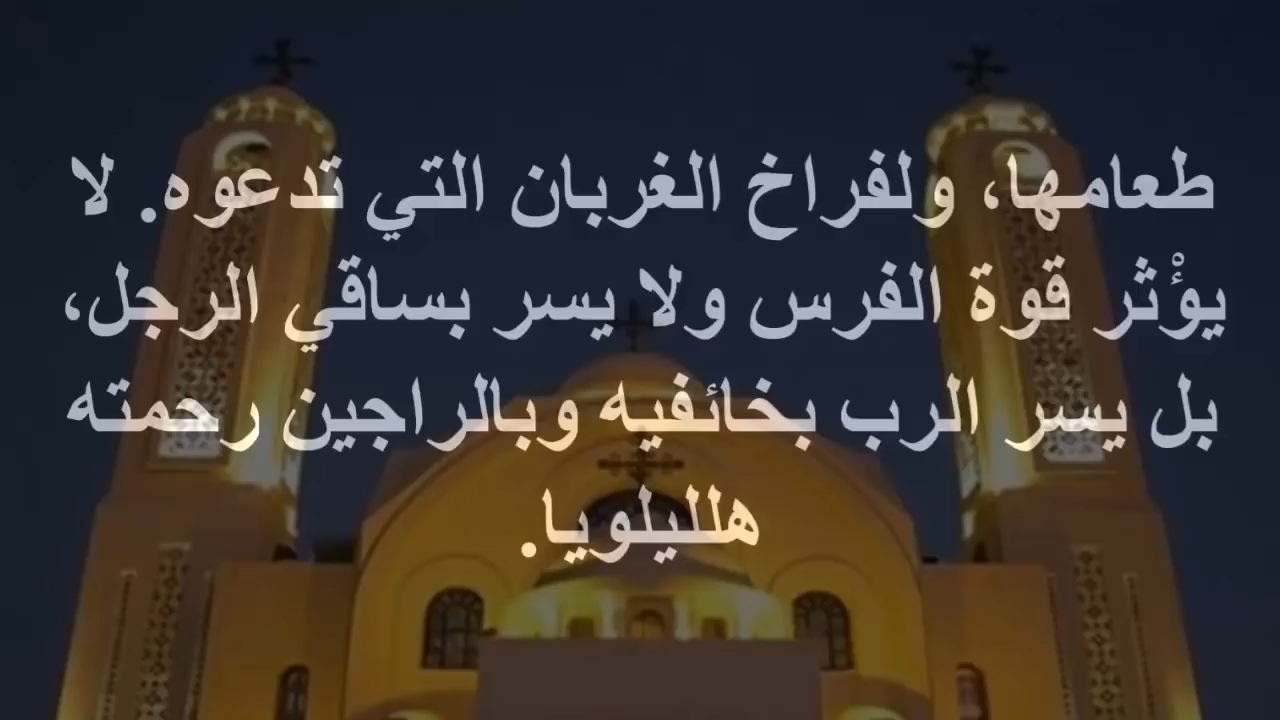 طعامها، ولفراخ الغربان التي تدعوه. لا
يؤْثر قوة الفرس ولا يسر بساقي الرجل،
بل يسر الرب بخائفيه وبالراجين رحمته
هلليلويا.